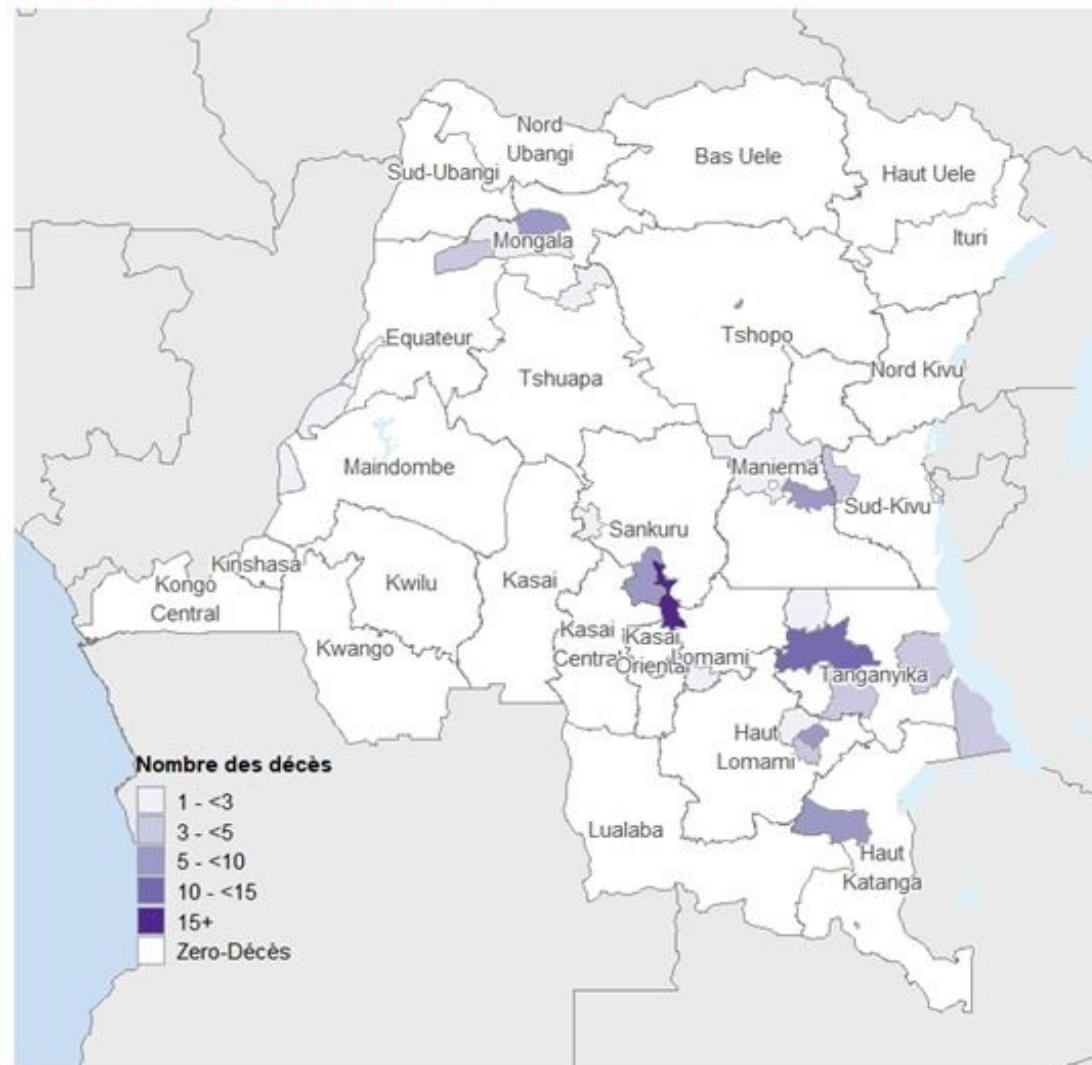 Nord
Ubangi
Bas Uele
Sud-Ubangi
Haut Uele
Mongala
Ituri
Equateur
Tshopo
Nord Kivu
Tshuapa
Maindombe
Maniema
Sud-Kivu
Sankuru
Kinshasa
Kongo
Central
Kwilu
Kasai
Kwango
Kasai
Central
Kasai
Oriental
Lomami
Tanganyika
Haut
Lomami
Lualaba
Haut
Katanga
Nombre des décès
1 - <3
3 - <5
5 - <10
10 - <15
15+
Zero-Décès